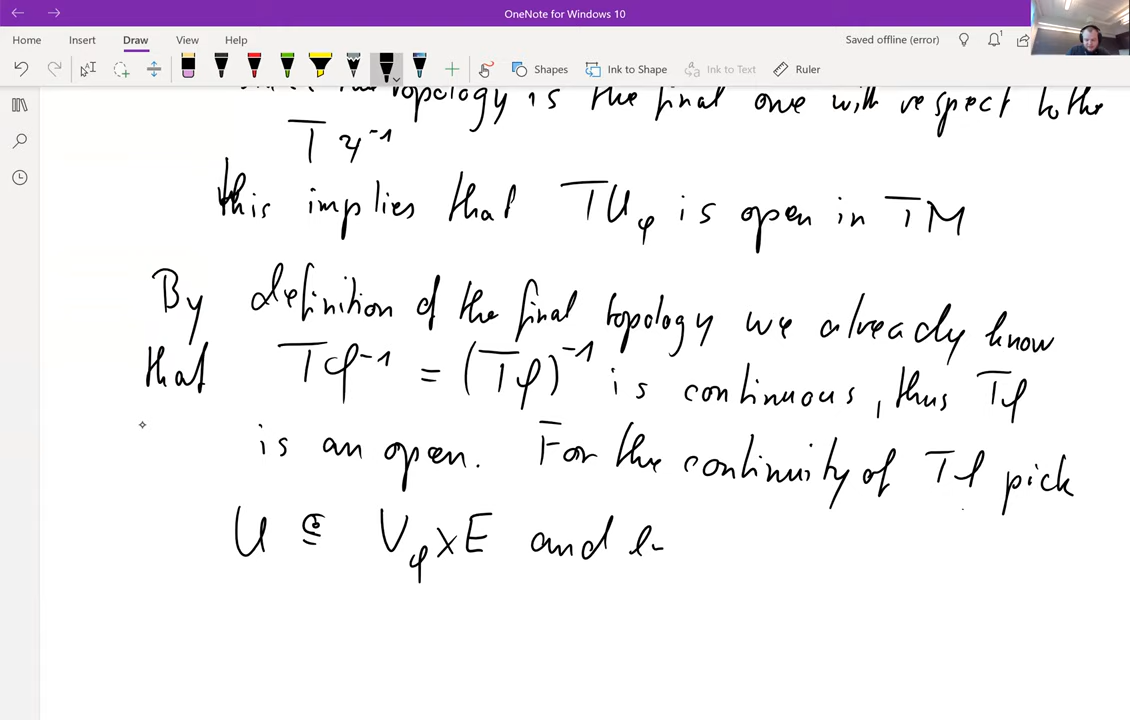 OneNote for Windows 10
Home Insert Draw View Help Saved offline (error)
Shapes Ink to Shape Ink to Text Ruler
topology is the final one with respect to the
Tψ⁻¹
this implies that TU_φ is open in TM
By definition of the final topology we already know
that Tφ⁻¹ = (Tφ)⁻¹ is continuous, thus Tφ
is an open. For the continuity of Tφ pick
U ⊆ V_φ × E and